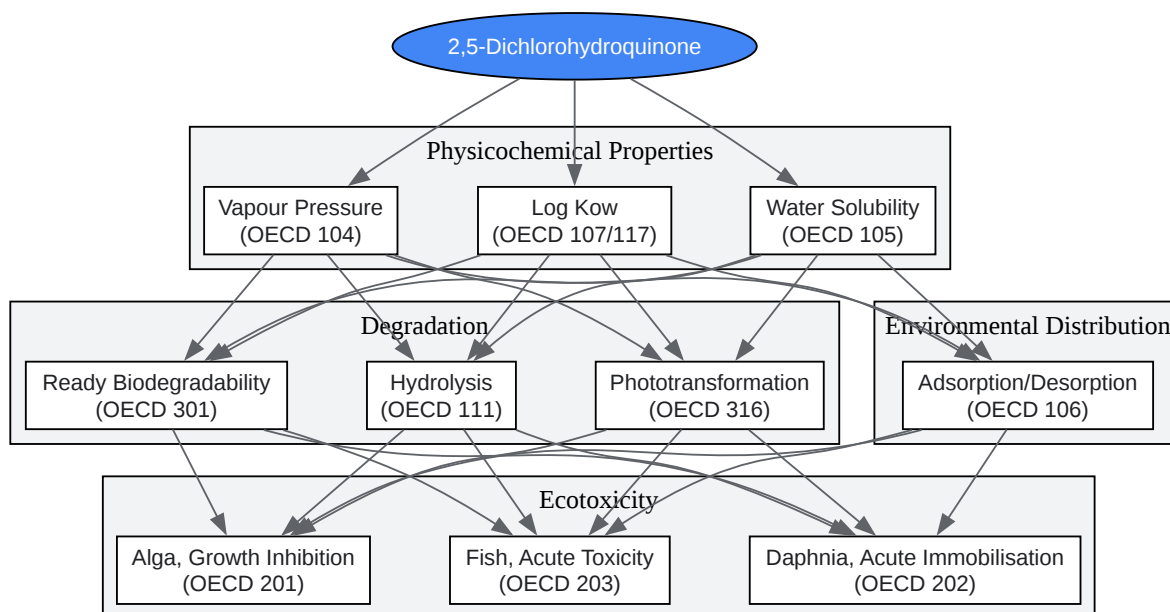 2,5-Dichlorohydroquinone
Physicochemical Properties
Vapour Pressure
(OECD 104)
Log Kow
(OECD 107/117)
Water Solubility
(OECD 105)
Degradation
Environmental Distribution
Ready Biodegradability
(OECD 301)
Hydrolysis
(OECD 111)
Phototransformation
(OECD 316)
Adsorption/Desorption
(OECD 106)
Ecotoxicity
Alga, Growth Inhibition
(OECD 201)
Fish, Acute Toxicity
(OECD 203)
Daphnia, Acute Immobilisation
(OECD 202)